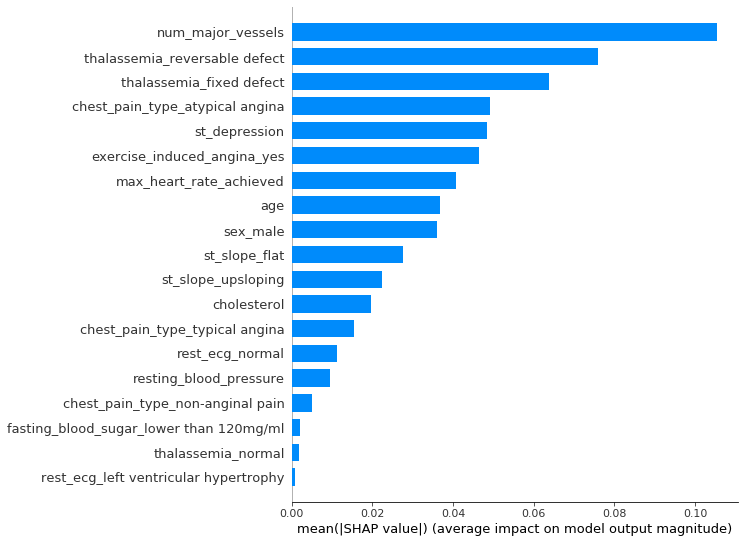 num_major_vessels
thalassemia_reversable defect
thalassemia_fixed defect
chest_pain_type_atypical angina
st_depression
exercise_induced_angina_yes
max_heart_rate_achieved
age
sex_male
st_slope_flat
st_slope_upsloping
cholesterol
chest_pain_type_typical angina
rest_ecg_normal
resting_blood_pressure
chest_pain_type_non-anginal pain
fasting_blood_sugar_lower than 120mg/ml
thalassemia_normal
rest_ecg_left ventricular hypertrophy
0.00 0.02 0.04 0.06 0.08 0.10
mean(|SHAP value|) (average impact on model output magnitude)